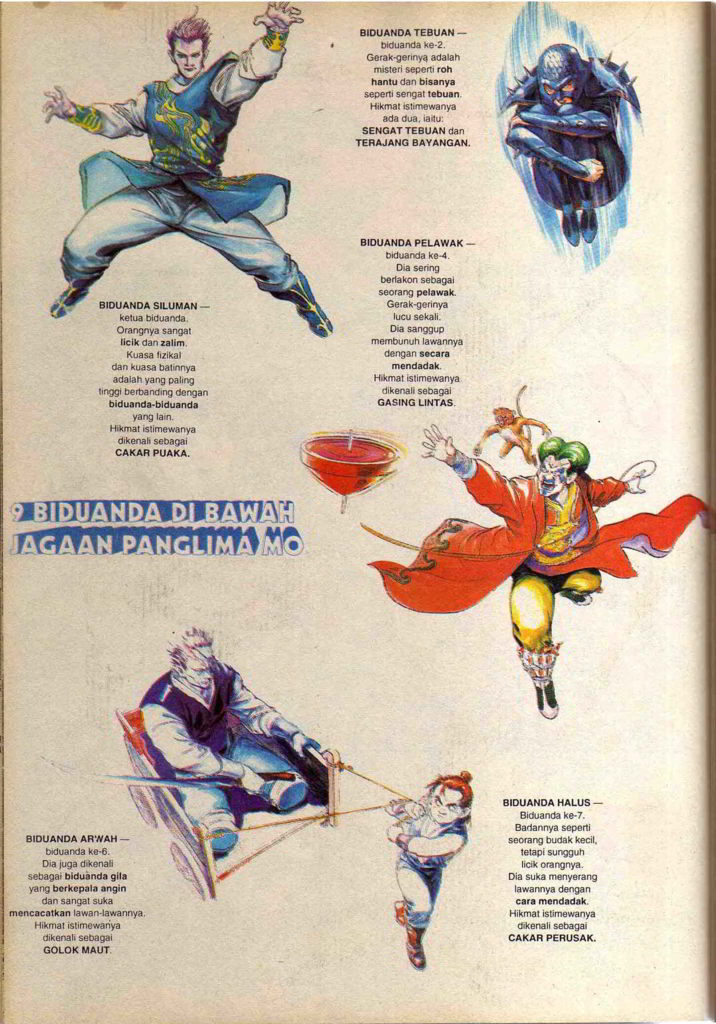 BIDUANDA TEBUAN —
biduanda ke-2.
Gerak-gerinya adalah
misteri seperti roh
hantu dan bisanya
seperti sengat tebuan.
Hikmat istimewanya
ada dua, iaitu:
SENGAT TEBUAN dan
TERAJANG BAYANGAN.
BIDUANDA SILUMAN —
ketua biduanda.
Orangnya sangat
licik dan zalim.
Kuasa fizikal
dan kuasa batinnya
adalah yang paling
tinggi berbanding dengan
biduanda-biduanda
yang lain.
Hikmat istimewanya
dikenali sebagai
CAKAR PUAKA.
BIDUANDA PELAWAK —
biduanda ke-4.
Dia sering
berlakon sebagai
seorang pelawak.
Gerak-gerinya
lucu sekali.
Dia sanggup
membunuh lawannya
dengan secara
mendadak.
Hikmat istimewanya
dikenali sebagai
GASING LINTAS.
9 BIDUANDA DI BAWAH
JAGAAN PANGLIMA MO
BIDUANDA ARWAH —
biduanda ke-6.
Dia juga dikenali
sebagai biduanda gila
yang berkepala angin
dan sangat suka
mencacatkan lawan-lawannya.
Hikmat istimewanya
dikenali sebagai
GOLOK MAUT.
BIDUANDA HALUS —
Biduanda ke-7.
Badannya seperti
seorang budak kecil,
tetapi sungguh
licik orangnya.
Dia suka menyerang
lawannya dengan
cara mendadak.
Hikmat istimewanya
dikenali sebagai
CAKAR PERUSAK.